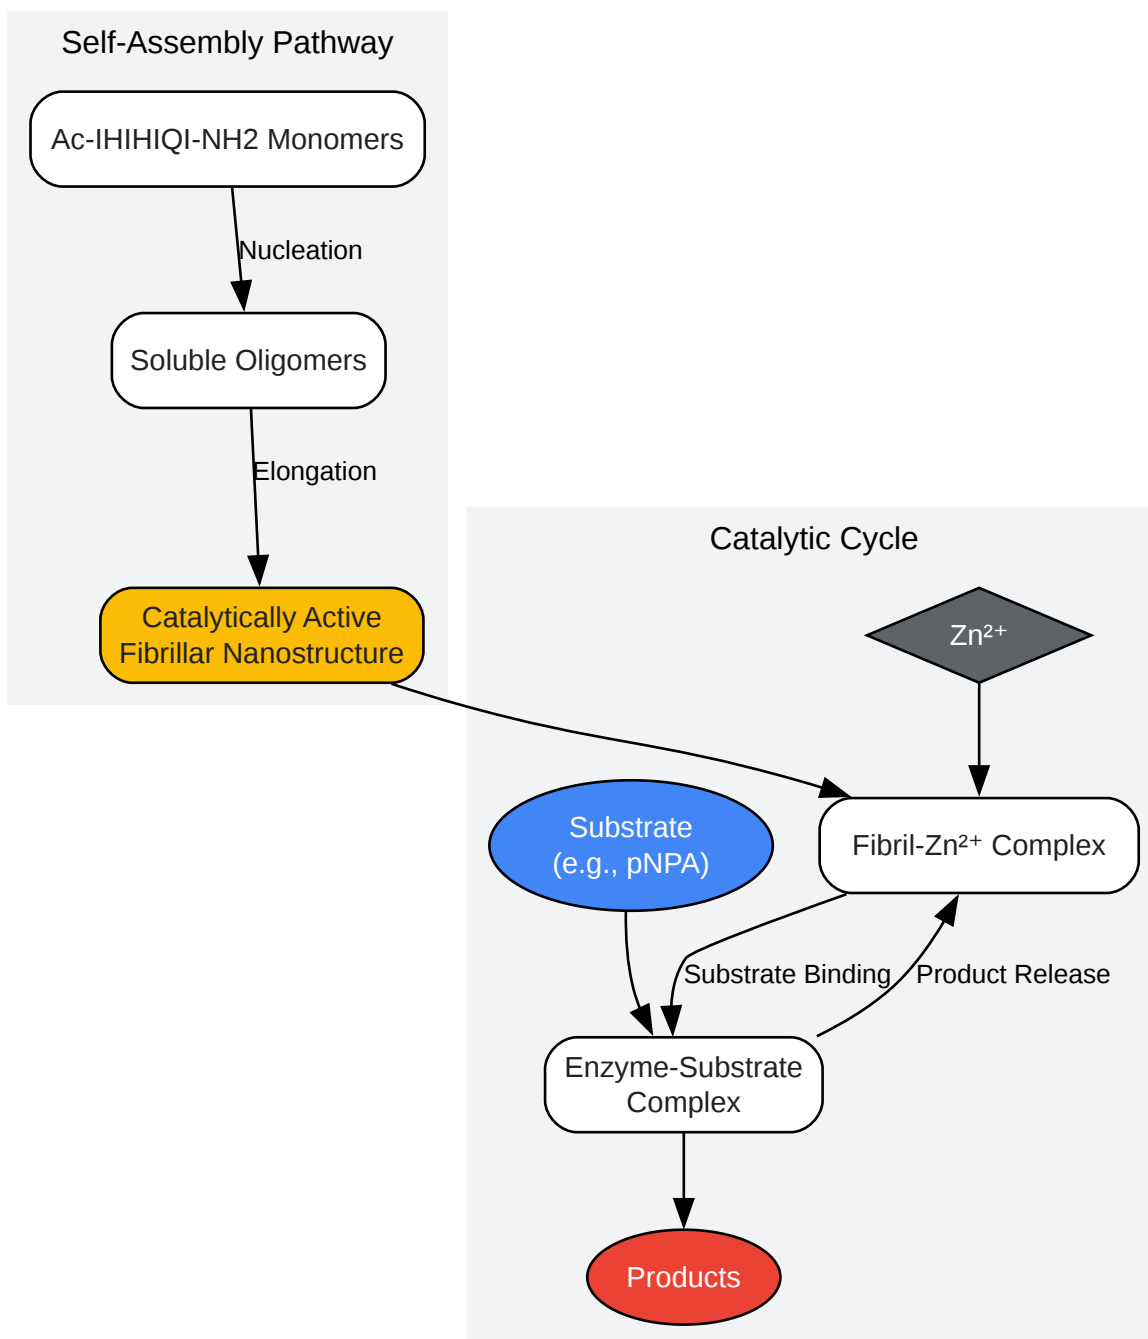 Self-Assembly Pathway
Ac-IHIHIQI-NH2 Monomers
Nucleation
Soluble Oligomers
Elongation
Catalytically Active
Fibrillar Nanostructure
Catalytic Cycle
Zn²⁺
Substrate
(e.g., pNPA)
Fibril-Zn²⁺ Complex
Substrate Binding
Product Release
Enzyme-Substrate
Complex
Products